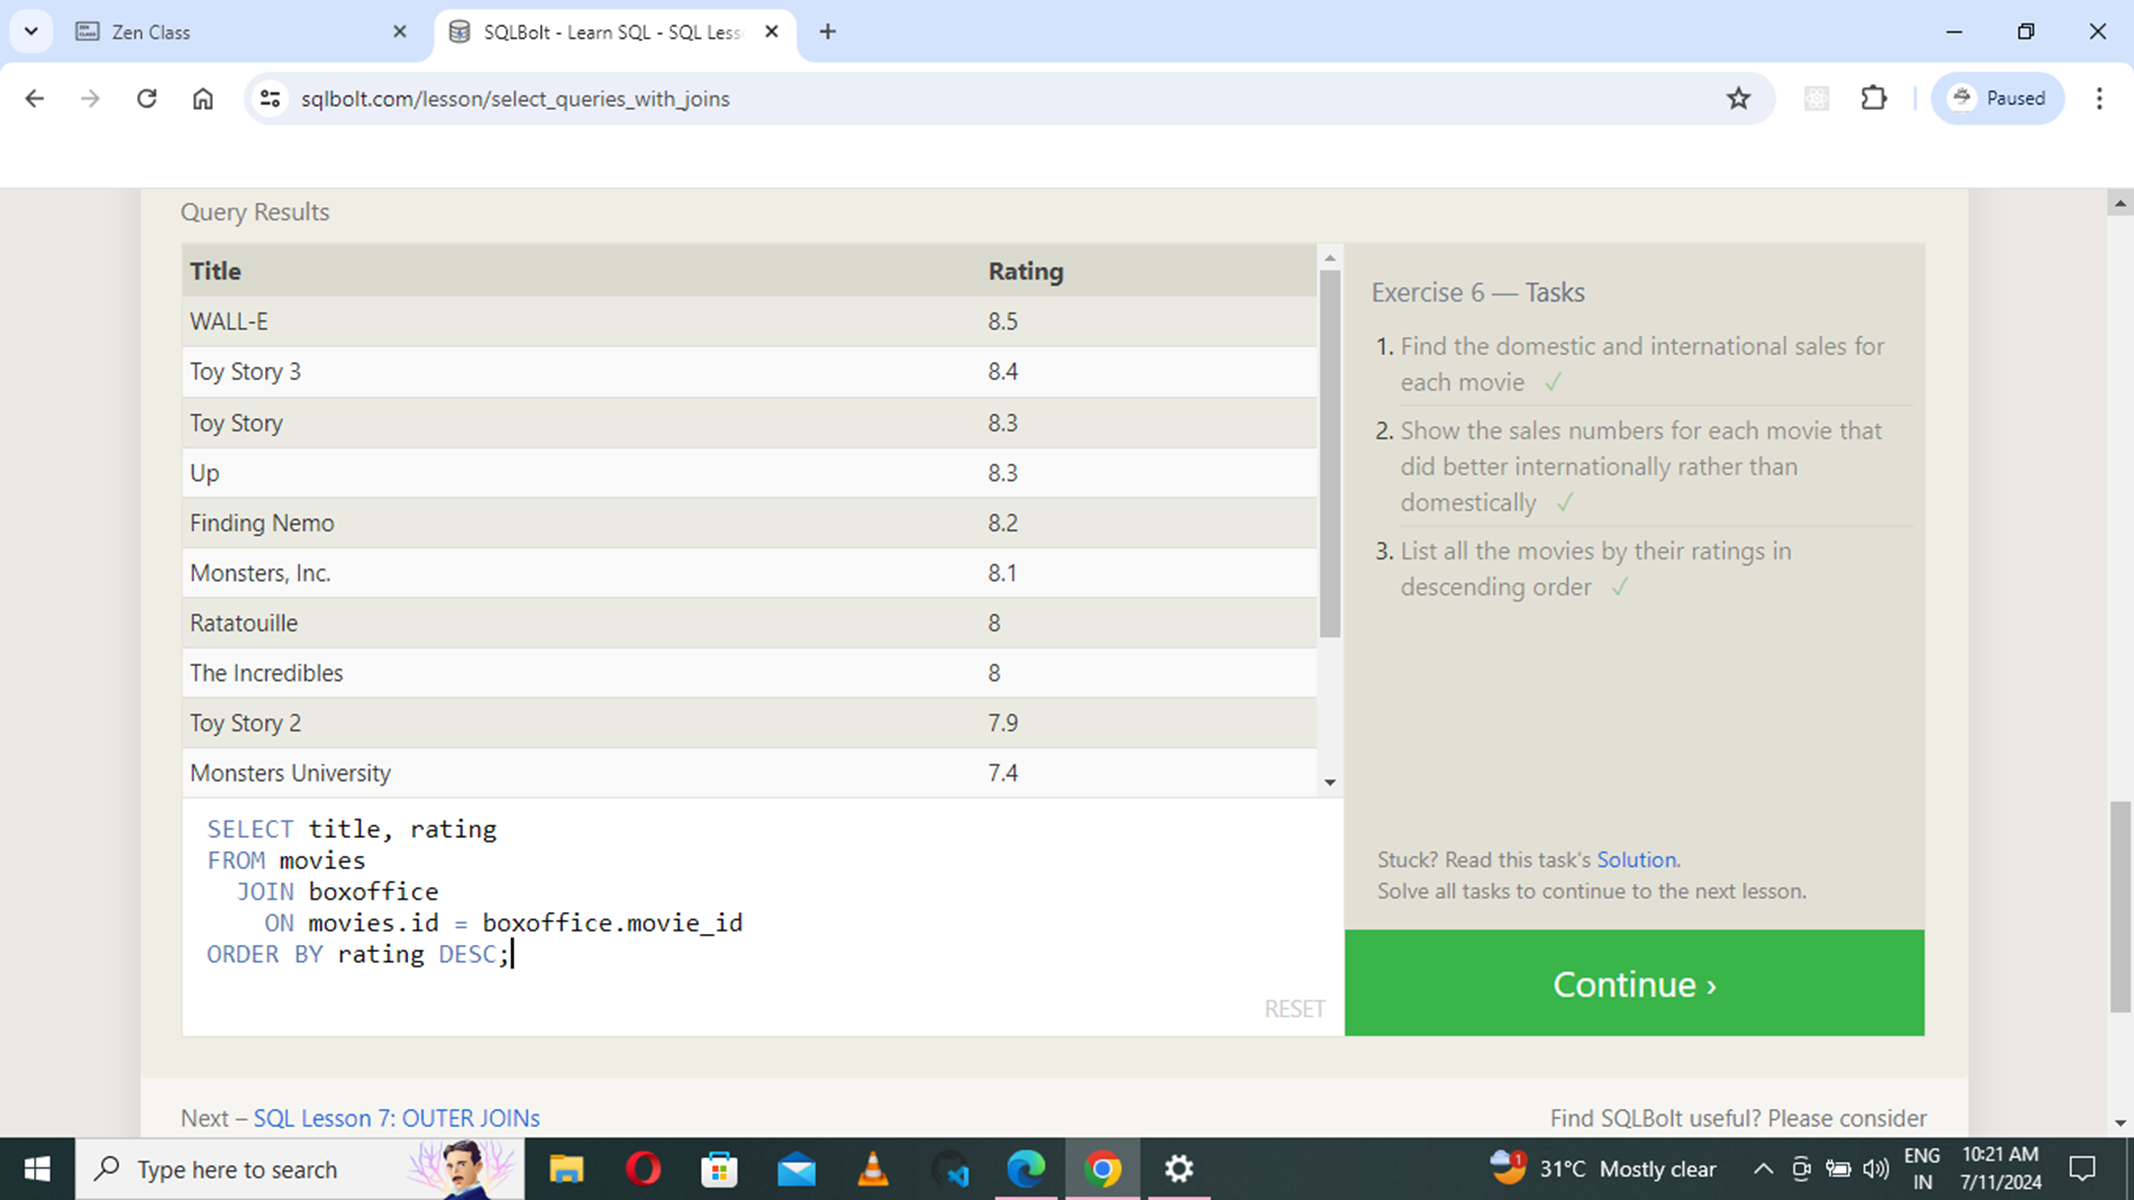 Zen Class
SQLBolt - Learn SQL - SQL Less
sqlbolt.com/lesson/select_queries_with_joins
Paused
Query Results
Title Rating
WALL-E 8.5
Toy Story 3 8.4
Toy Story 8.3
Up 8.3
Finding Nemo 8.2
Monsters, Inc. 8.1
Ratatouille 8
The Incredibles 8
Toy Story 2 7.9
Monsters University 7.4
SELECT title, rating
FROM movies
JOIN boxoffice
ON movies.id = boxoffice.movie_id
ORDER BY rating DESC;
RESET
Exercise 6 — Tasks
1. Find the domestic and international sales for
each movie ✓
2. Show the sales numbers for each movie that
did better internationally rather than
domestically ✓
3. List all the movies by their ratings in
descending order ✓
Stuck? Read this task's Solution.
Solve all tasks to continue to the next lesson.
Continue ›
Next – SQL Lesson 7: OUTER JOINs
Find SQLBolt useful? Please consider
Type here to search
1
31°C Mostly clear
ENG
IN
10:21 AM
7/11/2024